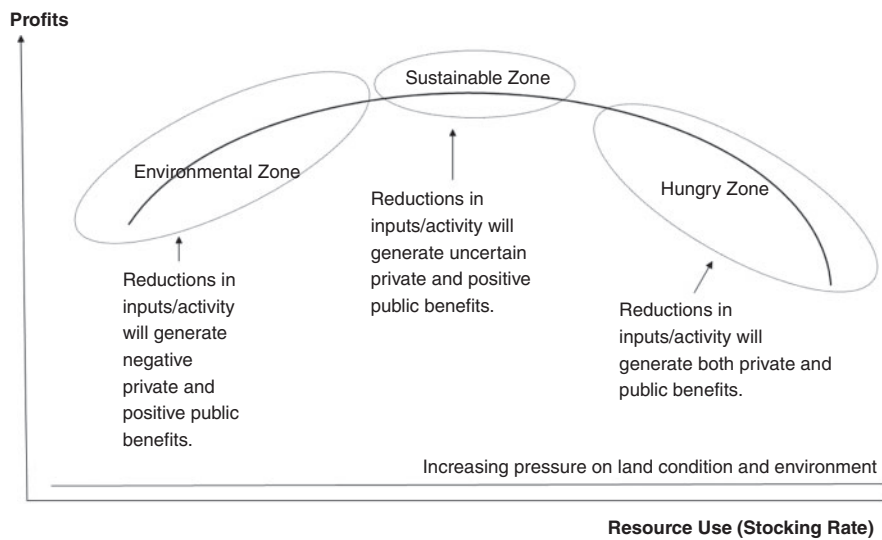 Profits
Sustainable Zone
Environmental Zone
Hungry Zone
Reductions in
inputs/activity
will generate
negative
private and
positive public
benefits.
Reductions in
inputs/activity will
generate uncertain
private and positive
public benefits.
Reductions in
inputs/activity will
generate both private and
public benefits.
Increasing pressure on land condition and environment
Resource Use (Stocking Rate)